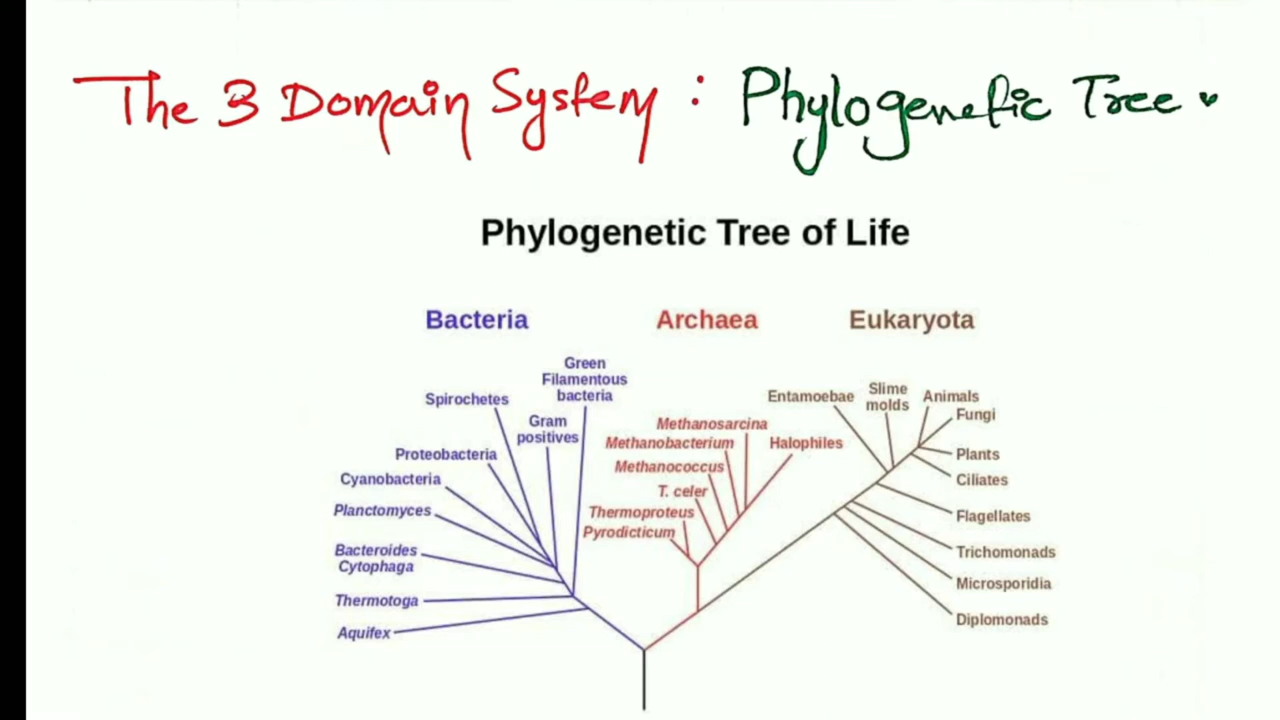 The 3 Domain System : Phylogenetic Tree
Phylogenetic Tree of Life
Bacteria
Archaea
Eukaryota
Green
Filamentous
bacteria
Spirochetes
Gram
positives
Proteobacteria
Cyanobacteria
Planctomyces
Bacteroides
Cytophaga
Thermotoga
Aquifex
Methanosarcina
Methanobacterium
Halophiles
Methanococcus
T. celer
Thermoproteus
Pyrodicticum
Entamoebae
Slime
molds
Animals
Fungi
Plants
Ciliates
Flagellates
Trichomonads
Microsporidia
Diplomonads